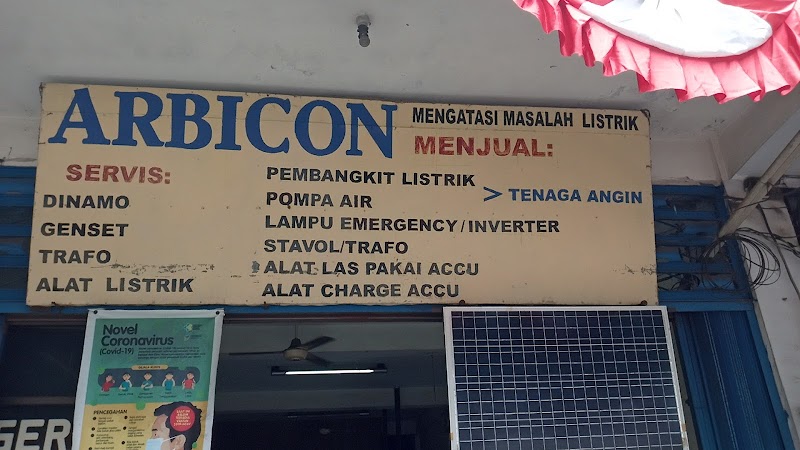 ARBICON
MENGATASI MASALAH LISTRIK
MENJUAL:
SERVIS:
DINAMO
GENSET
TRAFO
ALAT LISTRIK
PEMBANGKIT LISTRIK
POMPA AIR
> TENAGA ANGIN
LAMPU EMERGENCY/INVERTER
STAVOL/TRAFO
ALAT LAS PAKAI ACCU
ALAT CHARGE ACCU
Novel
Coronavirus
(Covid-19)
PENCEGAHAN
GER